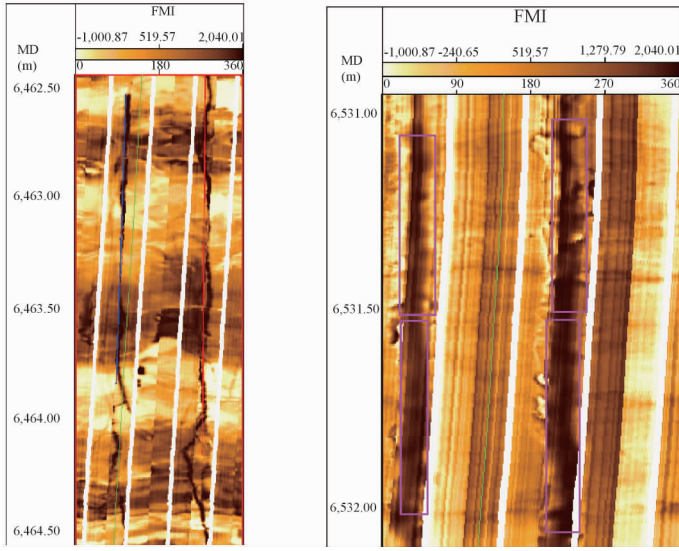 FMI
MD
(m)
-1,000.87 519.57 2,040.01
0 180 360
6,462.50
6,463.00
6,463.50
6,464.00
6,464.50
FMI
MD
(m)
-1,000.87 -240.65 519.57 1,279.79 2,040.01
0 90 180 270 360
6,531.00
6,531.50
6,532.00